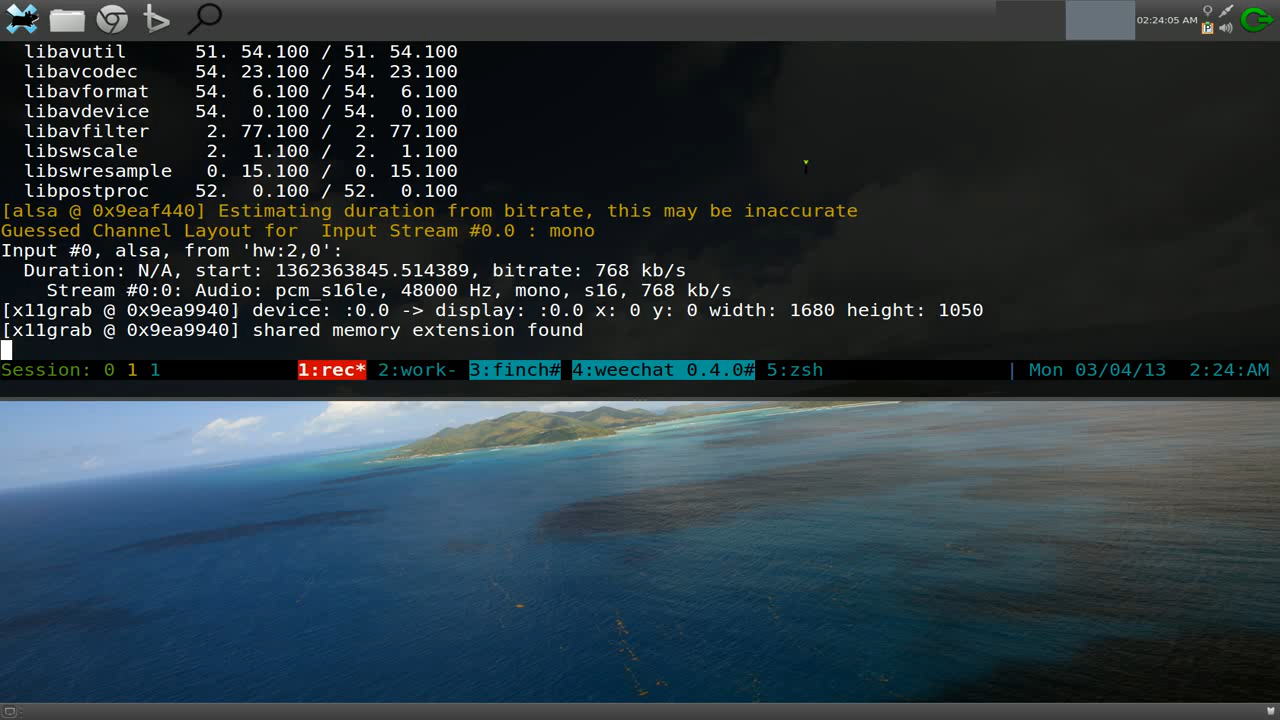 02:24:05 AM
libavutil 51. 54.100 / 51. 54.100
libavcodec 54. 23.100 / 54. 23.100
libavformat 54. 6.100 / 54. 6.100
libavdevice 54. 0.100 / 54. 0.100
libavfilter 2. 77.100 / 2. 77.100
libswscale 2. 1.100 / 2. 1.100
libswresample 0. 15.100 / 0. 15.100
libpostproc 52. 0.100 / 52. 0.100
[alsa @ 0x9eaf440] Estimating duration from bitrate, this may be inaccurate
Guessed Channel Layout for  Input Stream #0.0 : mono
Input #0, alsa, from 'hw:2,0':
Duration: N/A, start: 1362363845.514389, bitrate: 768 kb/s
Stream #0:0: Audio: pcm_s16le, 48000 Hz, mono, s16, 768 kb/s
[x11grab @ 0x9ea9940] device: :0.0 -> display: :0.0 x: 0 y: 0 width: 1680 height: 1050
[x11grab @ 0x9ea9940] shared memory extension found
Session: 0 1 1 1:rec* 2:work- 3:finch# 4:weechat 0.4.0# 5:zsh | Mon 03/04/13 2:24:AM